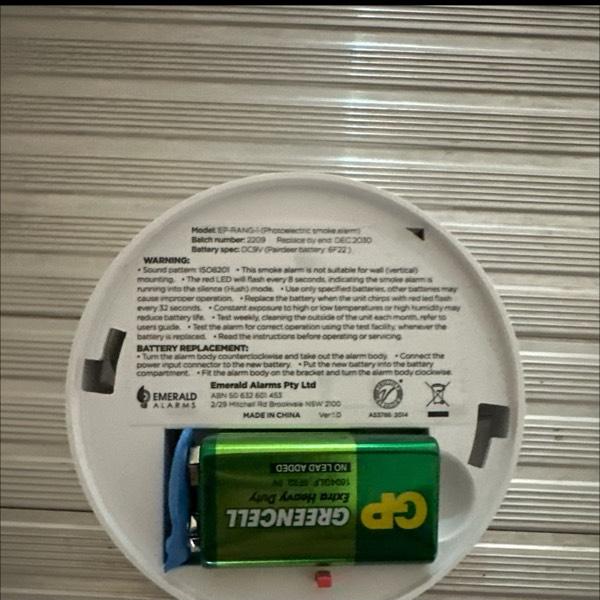 Model: EP-RANG-1 (Photoelectric smoke alarm)
Batch number: 2209 Replace by end: DEC 2030
Battery spec: DC9V (Pairdeer battery: 6F22 )
WARNING:
• Sound pattern: ISO8201 • This smoke alarm is not suitable for wall (vertical)
mounting. • The red LED will flash every 8 seconds, indicating the smoke alarm is
running into the silence (Hush) mode. • Use only specified batteries, other batteries may
cause improper operation. • Replace the battery when the unit chirps with red led flash
every 32 seconds. • Constant exposure to high or low temperatures or high humidity may
reduce battery life. • Test weekly, cleaning the outside of the unit each month, refer to
users guide. • Test the alarm for correct operation using the test facility, whenever the
battery is replaced. • Read the instructions before operating or servicing.
BATTERY REPLACEMENT:
• Turn the alarm body counterclockwise and take out the alarm body. • Connect the
power input connector to the new battery. • Put the new battery into the battery
compartment. • Fit the alarm body on the bracket and turn the alarm body clockwise.
EMERALD
ALARMS
Emerald Alarms Pty Ltd
ABN 50 632 601 453
2/29 Mitchell Rd Brookvale NSW 2100
MADE IN CHINA Ver:1.0
AS3786:2014
GP
GREENCELL
Extra Heavy Duty
1604GLF 6F22 9V
NO LEAD ADDED